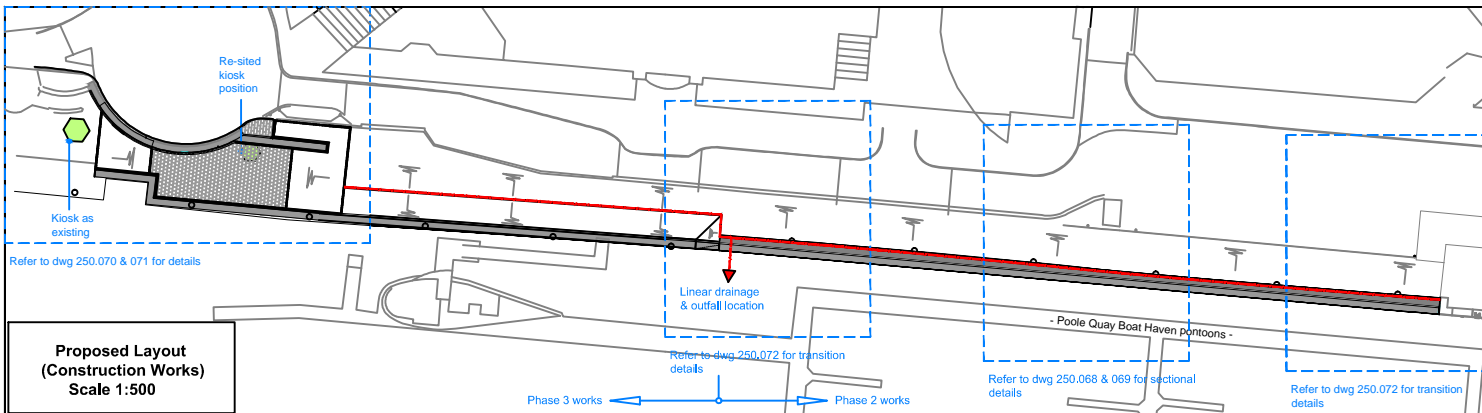 Re-sited
kiosk
position
Kiosk as
existing
Refer to dwg 250.070 & 071 for details
Linear drainage
& outfall location
- Poole Quay Boat Haven pontoons -
Refer to dwg 250.072 for transition
details
Refer to dwg 250.068 & 069 for sectional
details
Refer to dwg 250.072 for transition
details
Phase 3 works
Phase 2 works
Proposed Layout
(Construction Works)
Scale 1:500